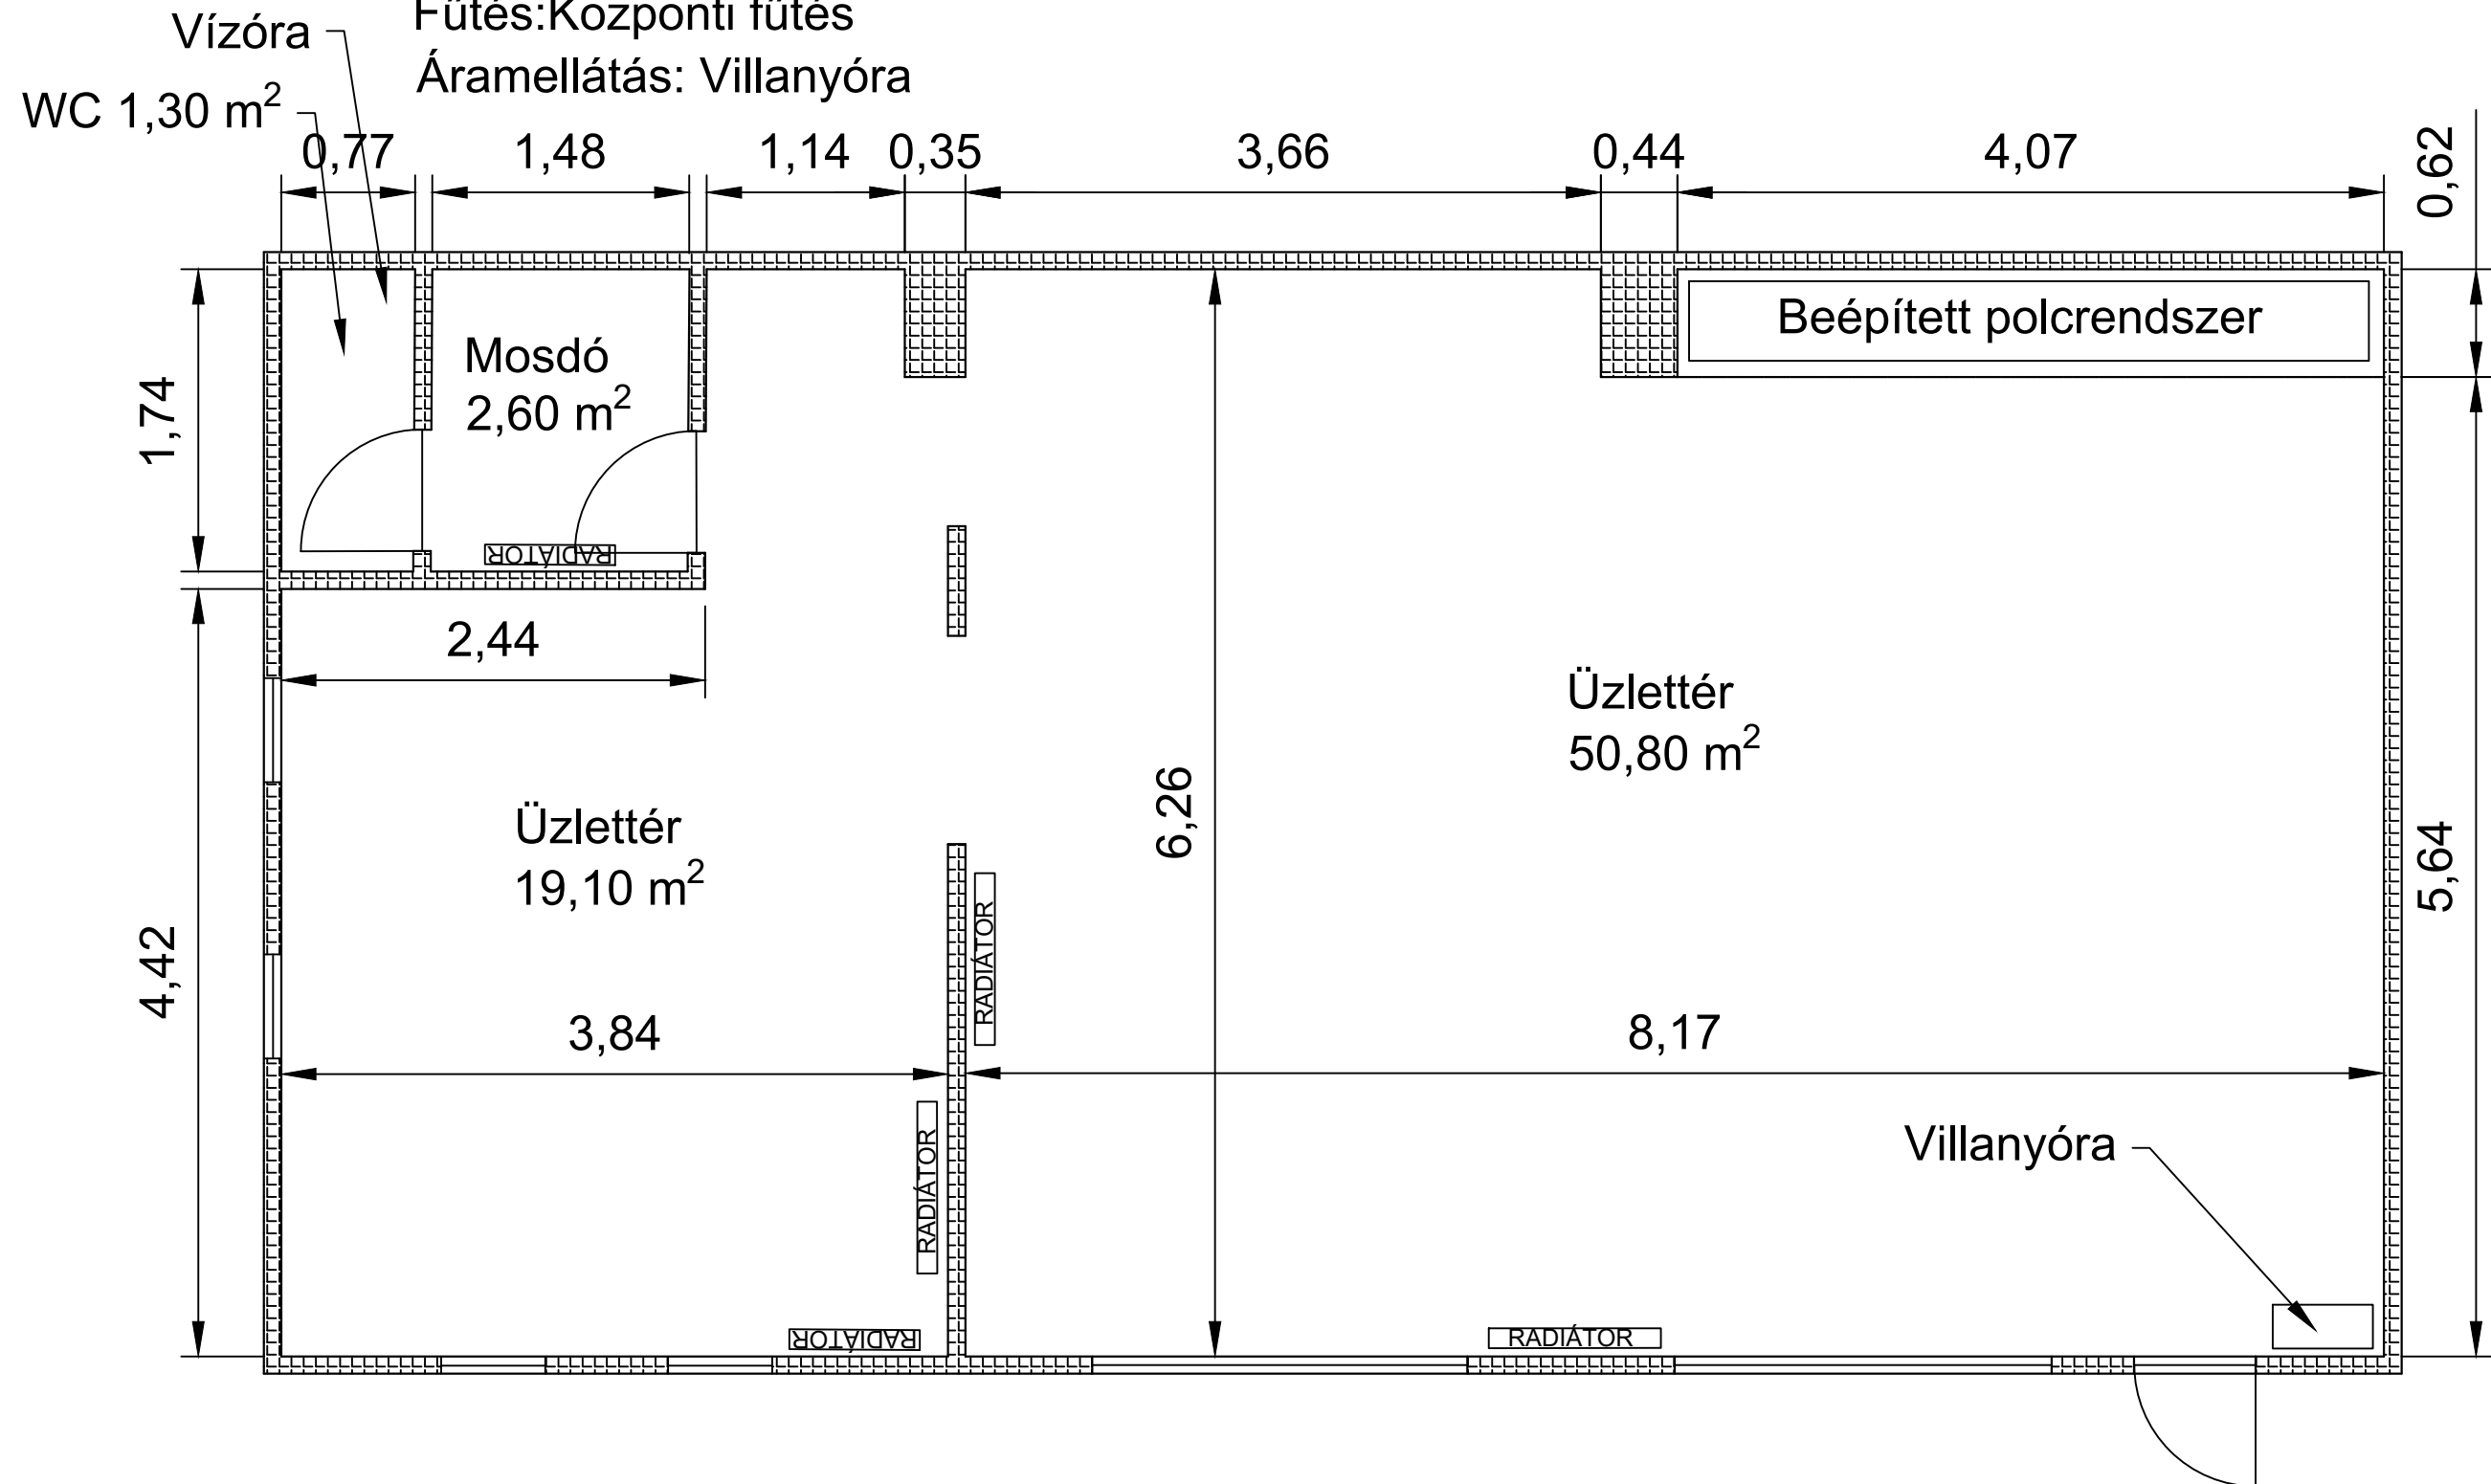 Fűtés:Központi fűtés
Vízóra
Áramellátás: Villanyóra
WC 1,30 m²
0,77
1,48
1,14
0,35
3,66
0,44
4,07
0,62
Beépített polcrendszer
Mosdó
2,60 m²
1,74
RADIÁTOR
2,44
Üzlettér
50,80 m²
6,26
Üzlettér
19,10 m²
5,64
4,42
RADIÁTOR
3,84
8,17
Villanyóra
RADIÁTOR
RADIÁTOR
RADIÁTOR